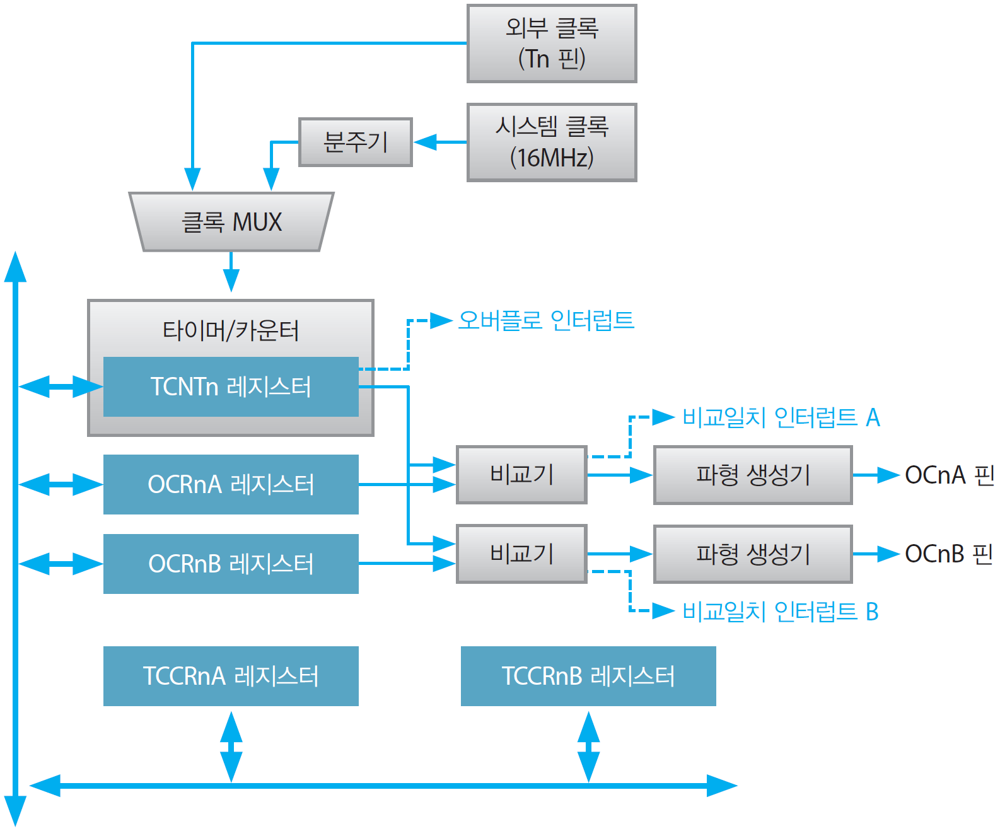 외부 클록
(Tn 핀)
분주기
시스템 클록
(16MHz)
클록 MUX
타이머/카운터
오버플로 인터럽트
TCNTn 레지스터
비교일치 인터럽트 A
OCRnA 레지스터
비교기
파형 생성기
OCnA 핀
OCRnB 레지스터
비교기
파형 생성기
OCnB 핀
비교일치 인터럽트 B
TCCRnA 레지스터
TCCRnB 레지스터